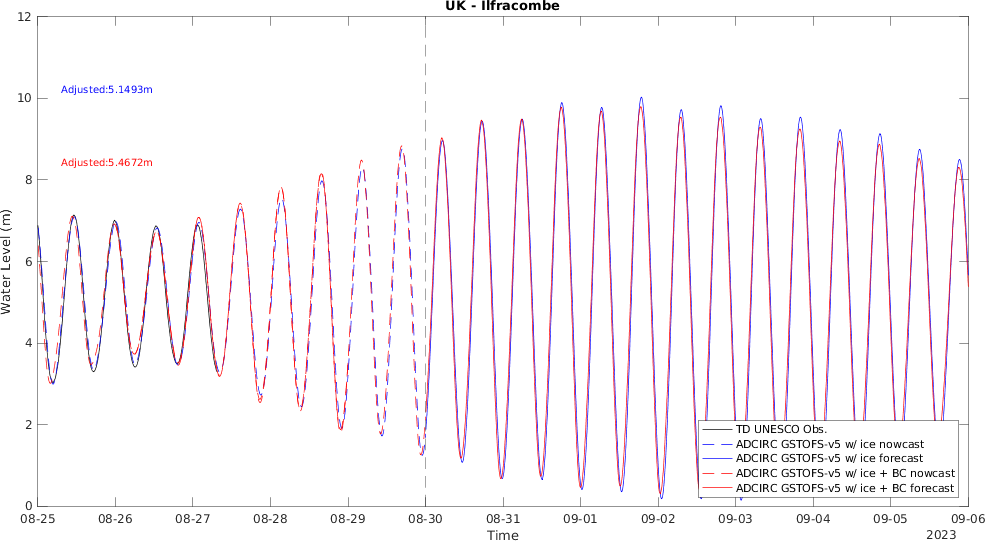 UK - Ilfracombe
12
10
8
6
4
2
0
Water Level (m)
Adjusted:5.1493m
Adjusted:5.4672m
TD UNESCO Obs.
ADCIRC GSTOFS-v5 w/ ice nowcast
ADCIRC GSTOFS-v5 w/ ice forecast
ADCIRC GSTOFS-v5 w/ ice + BC nowcast
ADCIRC GSTOFS-v5 w/ ice + BC forecast
08-25 08-26 08-27 08-28 08-29 08-30 08-31 09-01 09-02 09-03 09-04 09-05 09-06
Time
2023